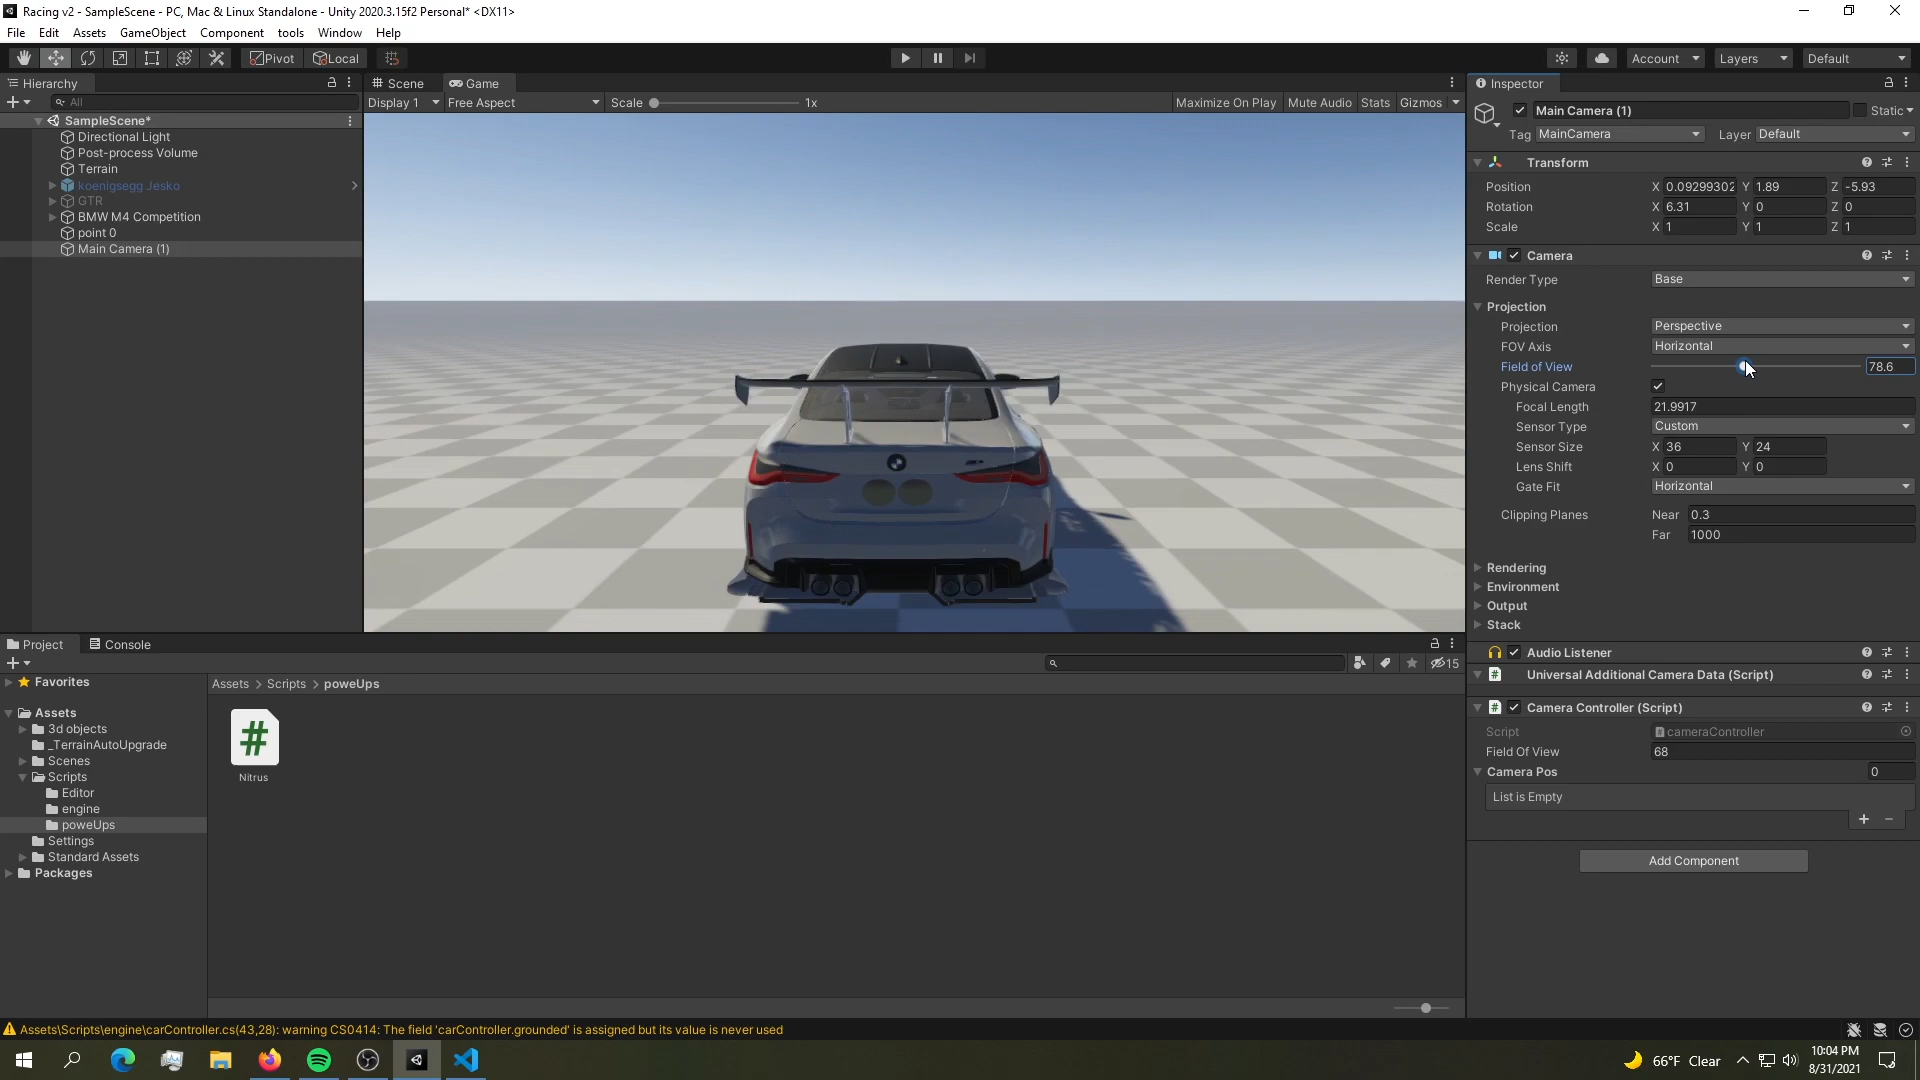 Racing v2 - SampleScene - PC, Mac & Linux Standalone - Unity 2020.3.15f2 Personal* <DX11>
File Edit Assets GameObject Component tools Window Help
Pivot Local Account Layers Default
Hierarchy
All
SampleScene*
Directional Light
Post-process Volume
Terrain
koenigsegg Jesko
GTR
BMW M4 Competition
point 0
Main Camera (1)
Scene Game
Display 1 Free Aspect Scale 1x Maximize On Play Mute Audio Stats Gizmos
Inspector
Main Camera (1) Static
Tag MainCamera Layer Default
Transform
Position X 0.09299302 Y 1.89 Z -5.93
Rotation X 6.31 Y 0 Z 0
Scale X 1 Y 1 Z 1
Camera
Render Type Base
Projection
Projection Perspective
FOV Axis Horizontal
Field of View 78.6
Physical Camera
Focal Length 21.9917
Sensor Type Custom
Sensor Size X 36 Y 24
Lens Shift X 0 Y 0
Gate Fit Horizontal
Clipping Planes Near 0.3
Far 1000
Rendering
Environment
Output
Stack
Audio Listener
# Universal Additional Camera Data (Script)
# Camera Controller (Script)
Script # cameraController
Field Of View 68
Camera Pos 0
List is Empty
Add Component
Project Console
15
Favorites
Assets
3d objects
_TerrainAutoUpgrade
Scenes
Scripts
Editor
engine
poweUps
Settings
Standard Assets
Packages
Assets > Scripts > poweUps
#
Nitrus
Assets\Scripts\engine\carController.cs(43,28): warning CS0414: The field 'carController.grounded' is assigned but its value is never used
66°F Clear
10:04 PM
8/31/2021